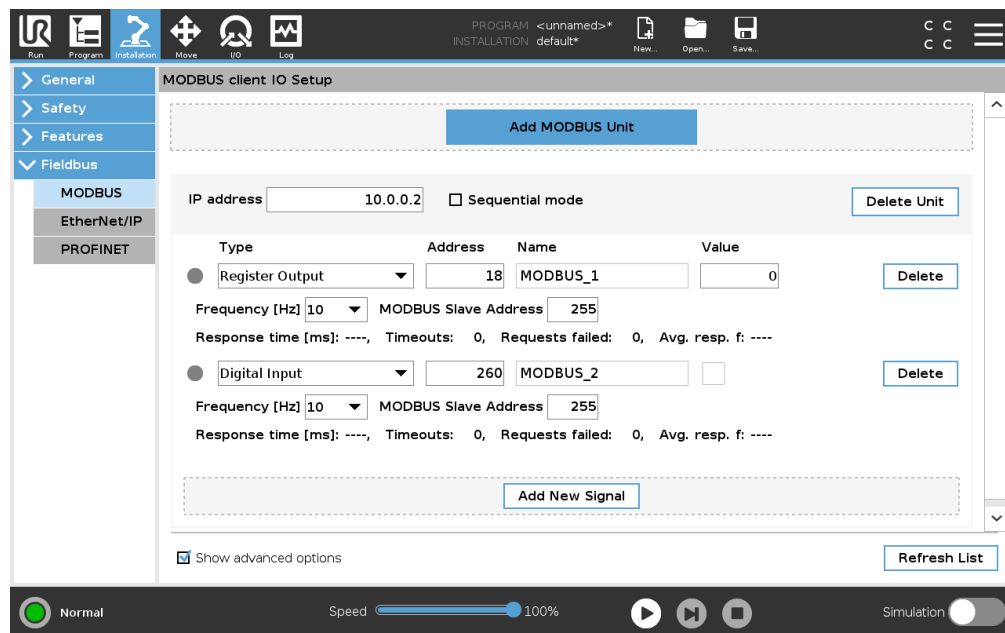 PROGRAM <unnamed>*
INSTALLATION default*
UR
Run Program Installation Move I/O Log New... Open... Save...
C C
C C
General
Safety
Features
Fieldbus
MODBUS
EtherNet/IP
PROFINET
MODBUS client IO Setup
Add MODBUS Unit
IP address 10.0.0.2 Sequential mode Delete Unit
Type Address Name Value
Register Output 18 MODBUS_1 0 Delete
Frequency [Hz] 10 MODBUS Slave Address 255
Response time [ms]: ----, Timeouts: 0, Requests failed: 0, Avg. resp. f: ----
Digital Input 260 MODBUS_2 Delete
Frequency [Hz] 10 MODBUS Slave Address 255
Response time [ms]: ----, Timeouts: 0, Requests failed: 0, Avg. resp. f: ----
Add New Signal
Show advanced options Refresh List
Normal Speed 100% Simulation